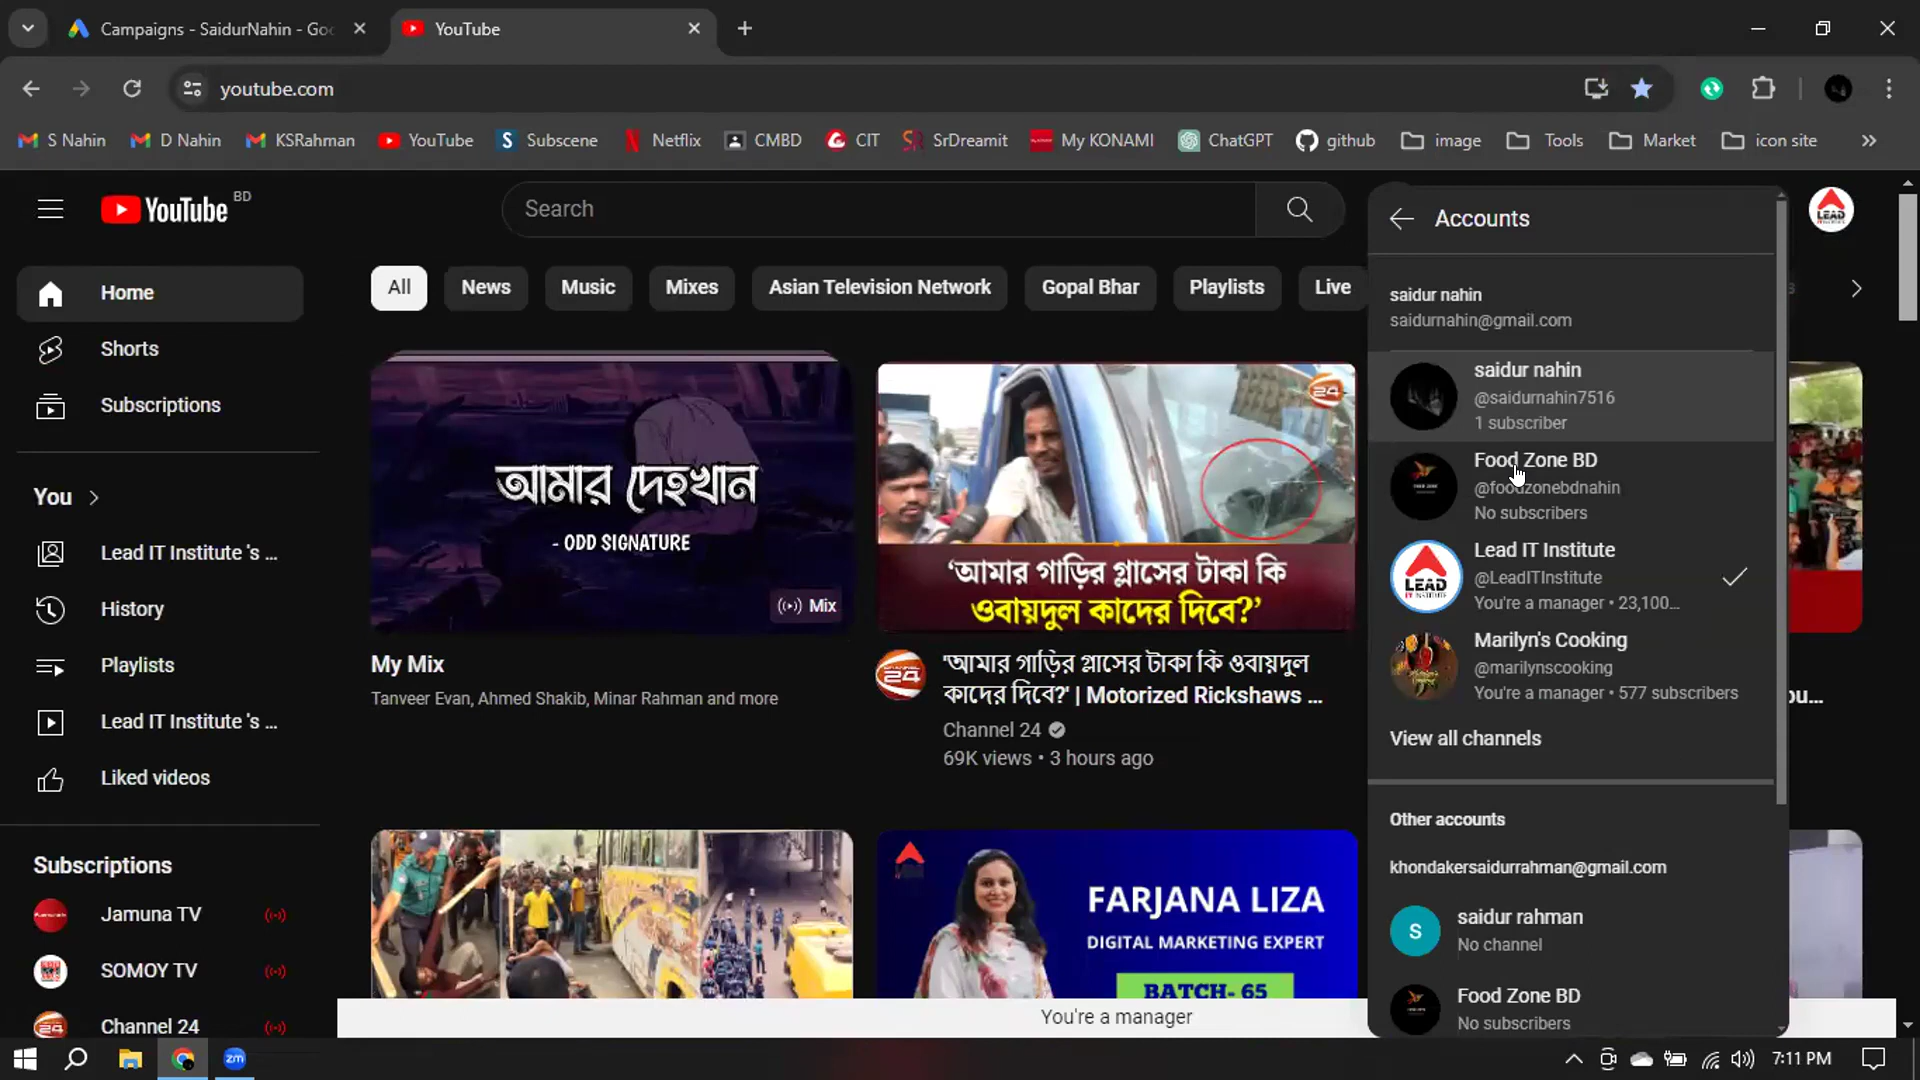 Campaigns - SaidurNahin - Goo
YouTube
youtube.com
S Nahin
D Nahin
KSRahman
YouTube
Subscene
Netflix
CMBD
CIT
SrDreamit
My KONAMI
ChatGPT
github
image
Tools
Market
icon site
YouTube BD
Search
Accounts
LEAD
saidur nahin
saidurnahin@gmail.com
Home
Shorts
Subscriptions
You
Lead IT Institute 's ...
History
Playlists
Lead IT Institute 's ...
Liked videos
Subscriptions
Jamuna TV
SOMOY TV
Channel 24
All
News
Music
Mixes
Asian Television Network
Gopal Bhar
Playlists
Live
আমার দেহখান
- ODD SIGNATURE
Mix
My Mix
Tanveer Evan, Ahmed Shakib, Minar Rahman and more
24
‘আমার গাড়ির গ্লাসের টাকা কি
ওবায়দুল কাদের দিবে?’
24
'আমার গাড়ির গ্লাসের টাকা কি ওবায়দুল
কাদের দিবে?' | Motorized Rickshaws ...
Channel 24
69K views • 3 hours ago
FARJANA LIZA
DIGITAL MARKETING EXPERT
BATCH- 65
You're a manager
saidur nahin
@saidurnahin7516
1 subscriber
Food Zone BD
@foodzonebdnahin
No subscribers
LEAD
Lead IT Institute
@LeadITInstitute
You're a manager • 23,100...
Marilyn's Cooking
@marilynscooking
You're a manager • 577 subscribers
View all channels
Other accounts
khondakersaidurrahman@gmail.com
S
saidur rahman
No channel
Food Zone BD
No subscribers
ou...
zm
7:11 PM